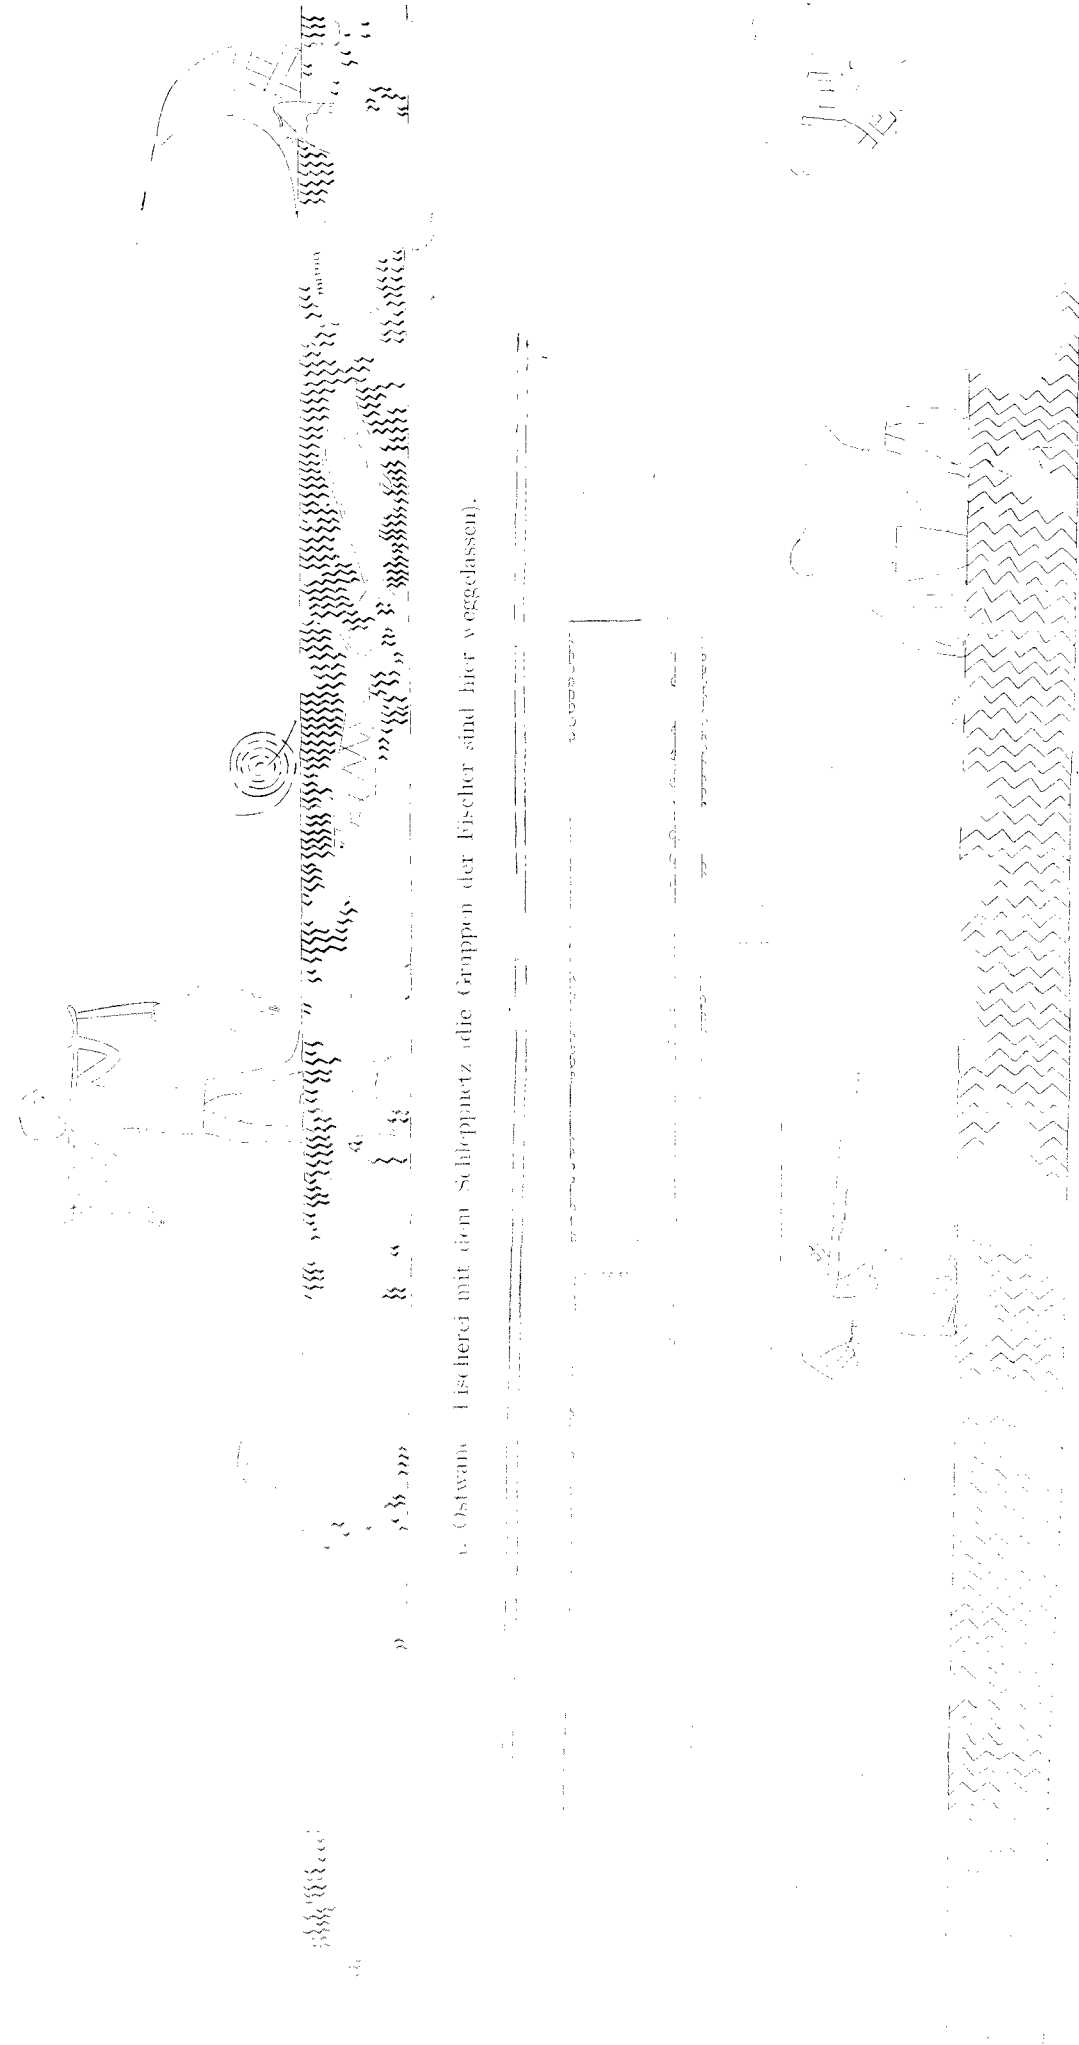 Ostwand Fischerei mit dem Schleppnetz (die Gruppen der Fischer sind hier weggelassen).